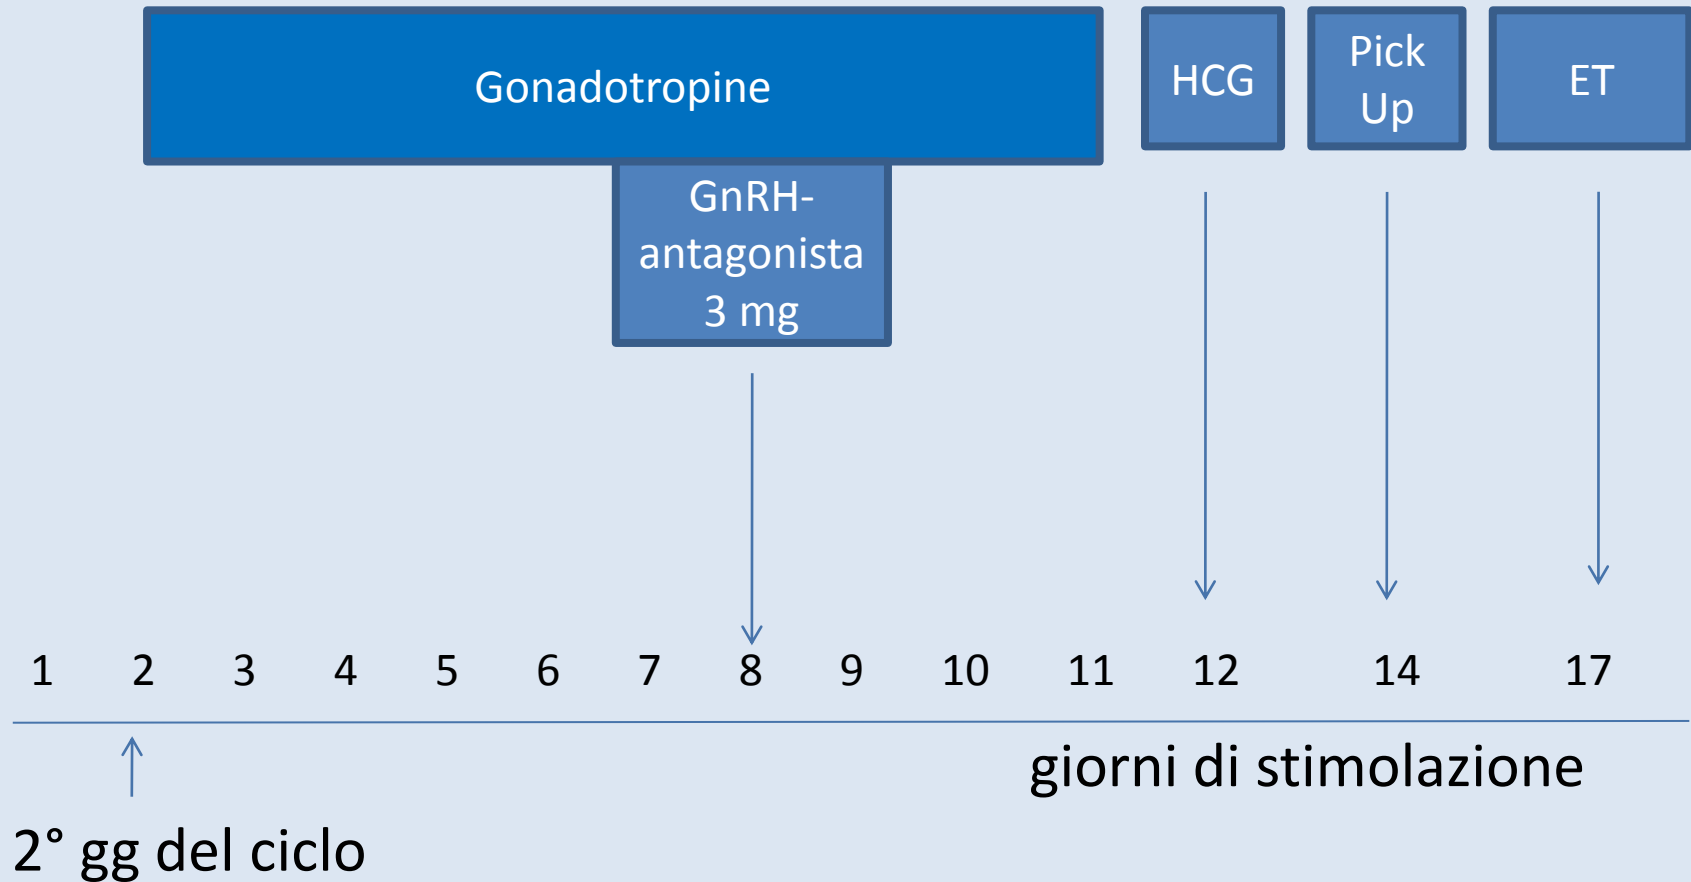 Gonadotropine
HCG
Pick
Up
ET
GnRH-
antagonista
3 mg
1 2 3 4 5 6 7 8 9 10 11 12 14 17
giorni di stimolazione
2° gg del ciclo